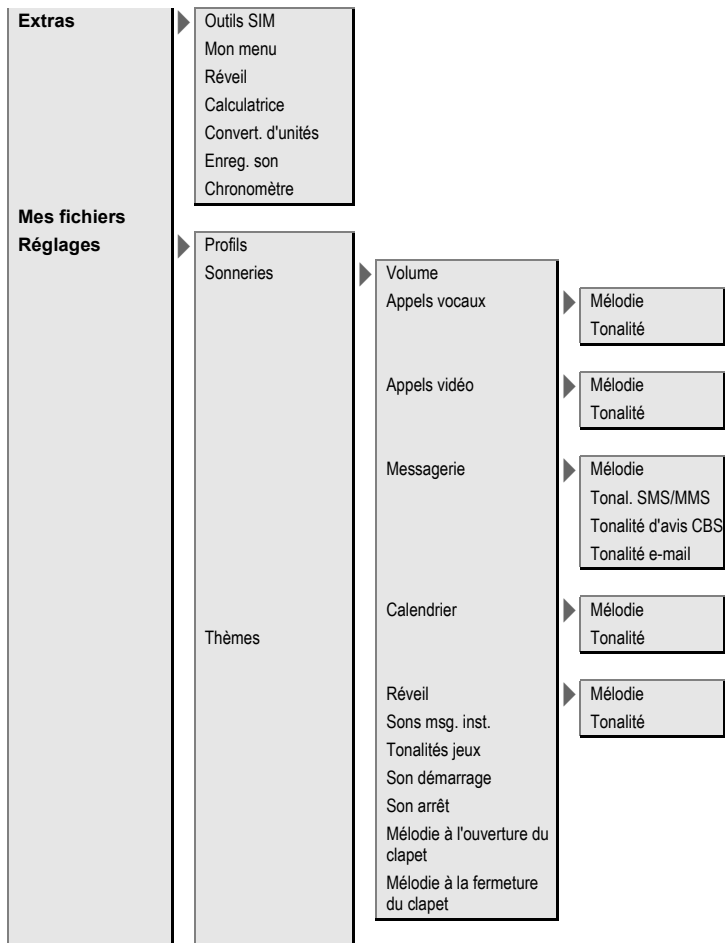 Extras
Outils SIM
Mon menu
Réveil
Calculatrice
Convert. d'unités
Enreg. son
Chronomètre
Mes fichiers
Réglages
Profils
Sonneries
Volume
Appels vocaux
Mélodie
Tonalité
Appels vidéo
Mélodie
Tonalité
Messagerie
Mélodie
Tonal. SMS/MMS
Tonalité d'avis CBS
Tonalité e-mail
Calendrier
Mélodie
Tonalité
Thèmes
Réveil
Mélodie
Sons msg. inst.
Tonalité
Tonalités jeux
Son démarrage
Son arrêt
Mélodie à l'ouverture du
clapet
Mélodie à la fermeture
du clapet